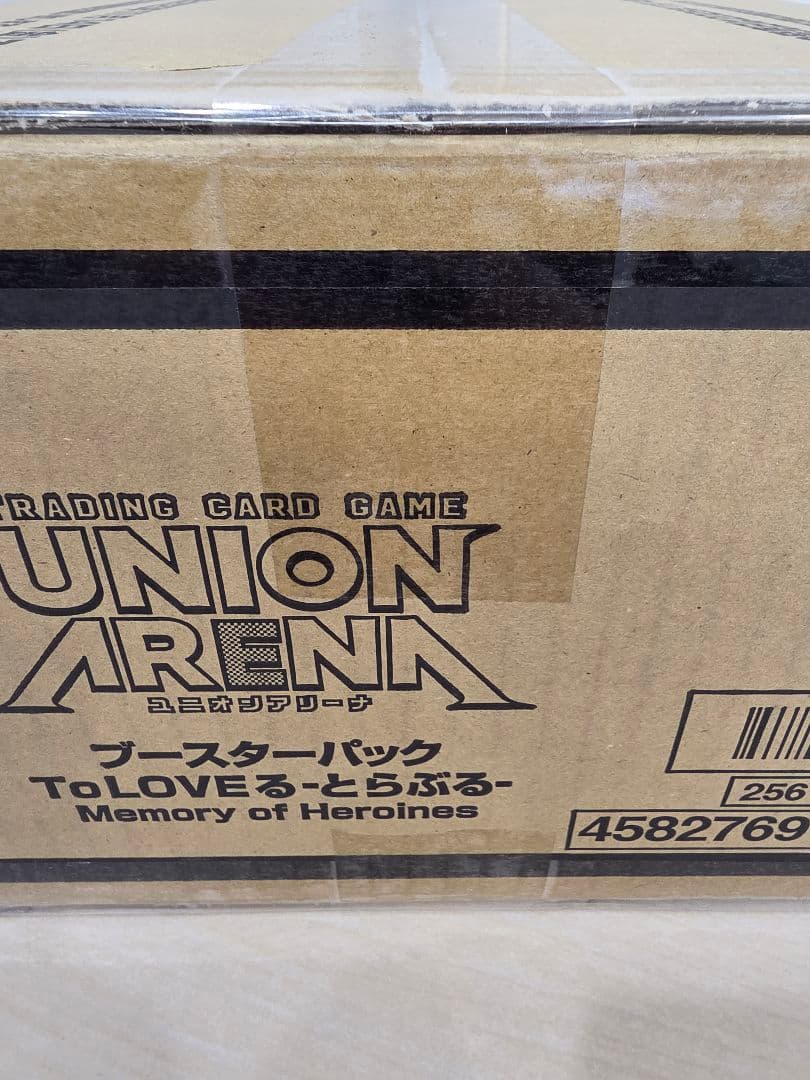 TRADING CARD GAME
UNION
ARENA
ユニオンアリーナ
ブースターパック
ToLOVEる-とらぶる-
Memory of Heroines
256
4582769